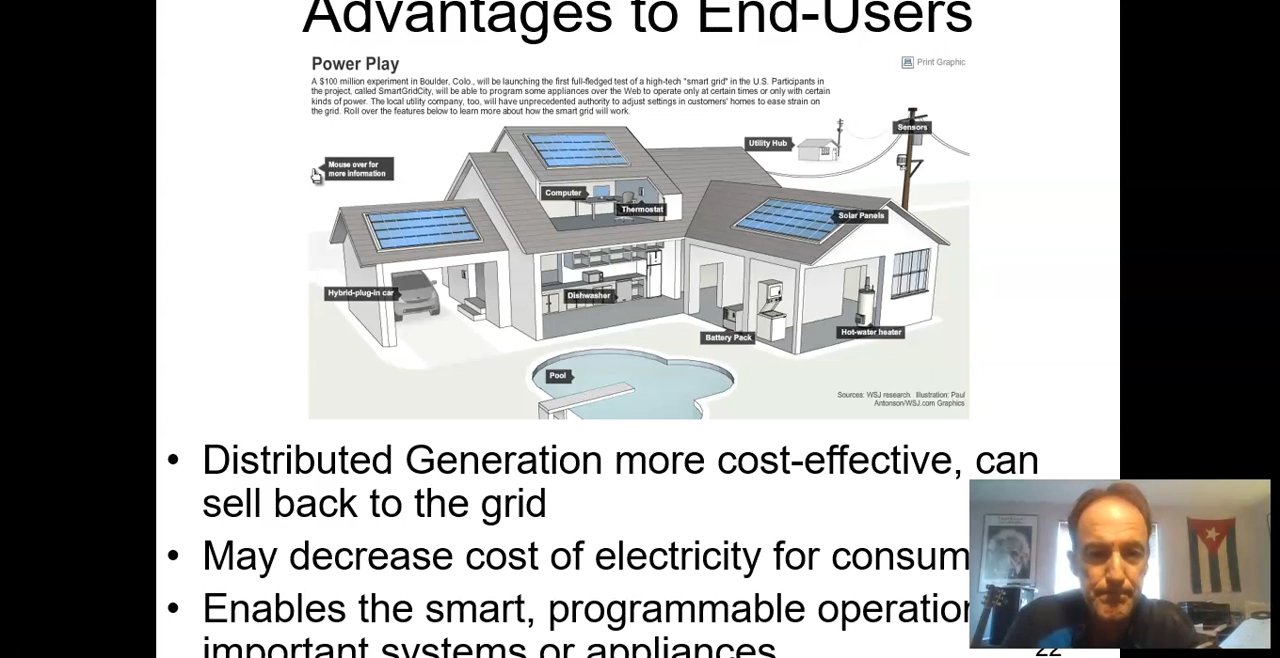 Advantages to End-Users
Power Play
Print Graphic
A $100 million experiment in Boulder, Colo., will be launching the first full-fledged test of a high-tech "smart grid" in the U.S. Participants in
the project, called SmartGridCity, will be able to program some appliances over the Web to operate only at certain times or only with certain
kinds of power. The local utility company, too, will have unprecedented authority to adjust settings in customers' homes to ease strain on
the grid. Roll over the features below to learn more about how the smart grid will work.
Sensors
Utility Hub
Mouse over for
more information
Computer
Thermostat
Solar Panels
Hybrid-plug-in car
Dishwasher
Battery Pack
Hot-water heater
Pool
Sources: WSJ research. Illustration: Paul
Antonson/WSJ.com Graphics
• Distributed Generation more cost-effective, can
sell back to the grid
• May decrease cost of electricity for consum
• Enables the smart, programmable operation
important systems or appliances
22